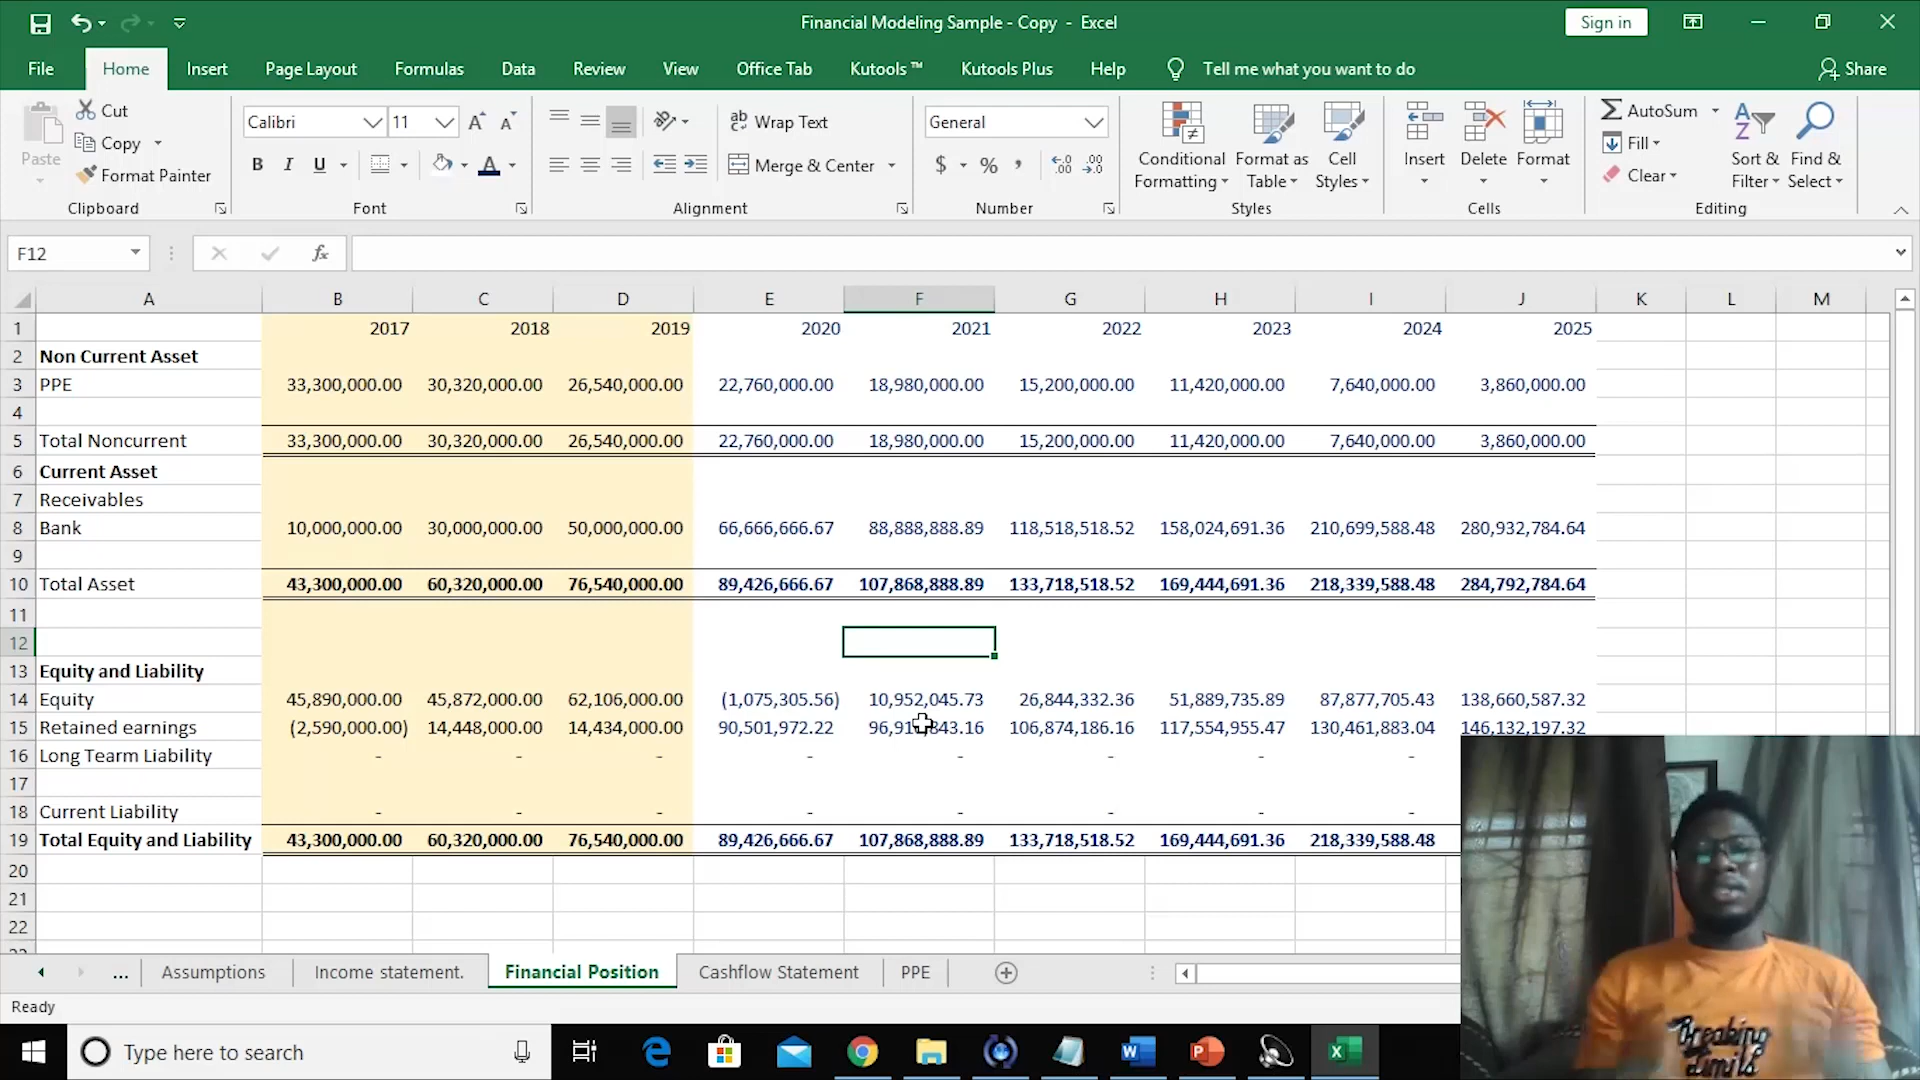 Financial Modeling Sample - Copy - Excel
Sign in
File Home Insert Page Layout Formulas Data Review View Office Tab Kutools ™ Kutools Plus Help Tell me what you want to do Share
Paste Cut Copy Format Painter
Calibri 11
B I U A
Wrap Text
Merge & Center
General
$ % ,
Conditional Formatting Format as Table Cell Styles
Insert Delete Format
AutoSum Fill Clear
Sort & Filter Find & Select
Clipboard Font Alignment Number Styles Cells Editing
F12 fx
A B C D E F G H I J K L M
1 2017 2018 2019 2020 2021 2022 2023 2024 2025
2 Non Current Asset
3 PPE 33,300,000.00 30,320,000.00 26,540,000.00 22,760,000.00 18,980,000.00 15,200,000.00 11,420,000.00 7,640,000.00 3,860,000.00
4
5 Total Noncurrent 33,300,000.00 30,320,000.00 26,540,000.00 22,760,000.00 18,980,000.00 15,200,000.00 11,420,000.00 7,640,000.00 3,860,000.00
6 Current Asset
7 Receivables
8 Bank 10,000,000.00 30,000,000.00 50,000,000.00 66,666,666.67 88,888,888.89 118,518,518.52 158,024,691.36 210,699,588.48 280,932,784.64
9
10 Total Asset 43,300,000.00 60,320,000.00 76,540,000.00 89,426,666.67 107,868,888.89 133,718,518.52 169,444,691.36 218,339,588.48 284,792,784.64
11
12
13 Equity and Liability
14 Equity 45,890,000.00 45,872,000.00 62,106,000.00 (1,075,305.56) 10,952,045.73 26,844,332.36 51,889,735.89 87,877,705.43 138,660,587.32
15 Retained earnings (2,590,000.00) 14,448,000.00 14,434,000.00 90,501,972.22 106,874,186.16 117,554,955.47 130,461,883.04 146,132,197.32
16 Long Tearm Liability - - - - - - - -
17
18 Current Liability - - - - - - - -
19 Total Equity and Liability 43,300,000.00 60,320,000.00 76,540,000.00 89,426,666.67 107,868,888.89 133,718,518.52 169,444,691.36 218,339,588.48
20
21
22
... Assumptions Income statement. Financial Position Cashflow Statement PPE
Ready
Type here to search
Breaking
Limits